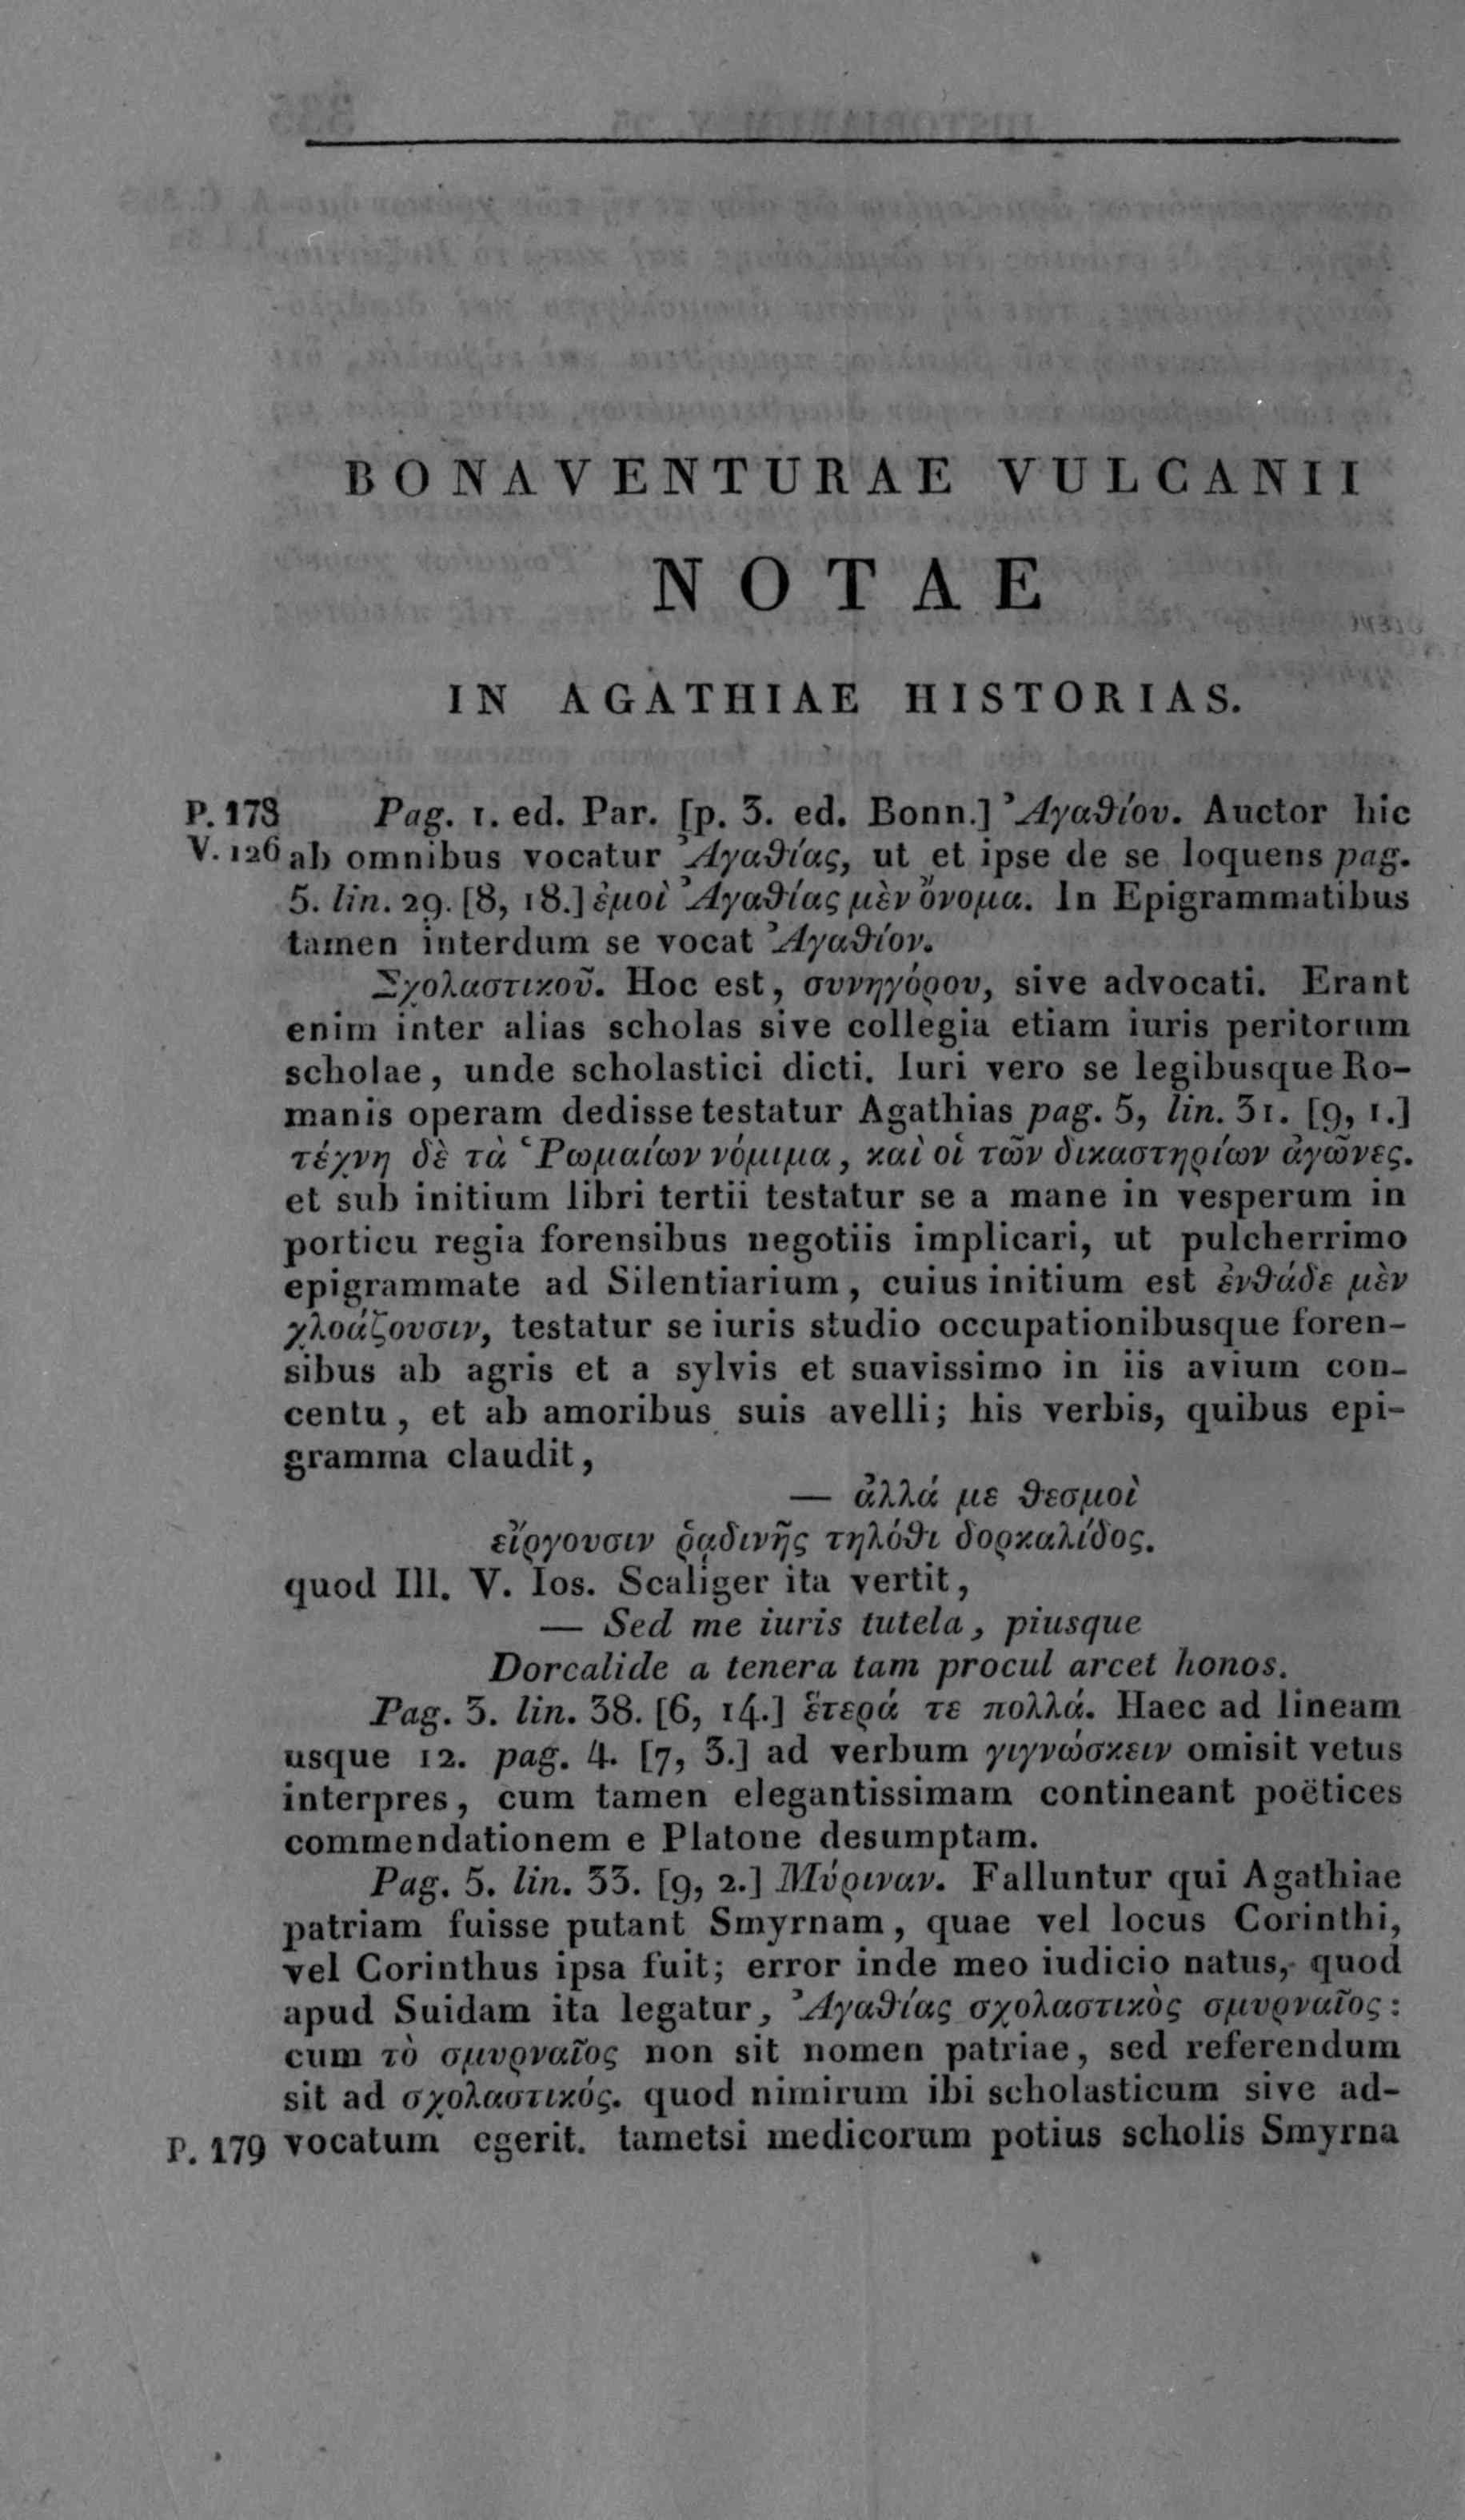 BONAVENTURAE VULCANII
NOTAE
IN AGATHIAE HISTORIAS.
P. 178 Pag. 1. ed. Par. [p. 3. ed. Bonn.] Ἀγαθίου. Auctor hic
V. 126 ab omnibus vocatur Ἀγαθίας, ut et ipse de se loquens pag.
5. lin. 29. [8, 18.] ἐμοὶ Ἀγαθίας μὲν ὄνομα. In Epigrammatibus
tamen interdum se vocat Ἀγαθίον.
Σχολαστικοῦ. Hoc est, συνηγόρου, sive advocati. Erant
enim inter alias scholas sive collegia etiam iuris peritorum
scholae, unde scholastici dicti. Iuri vero se legibusque Ro-
manis operam dedisse testatur Agathias pag. 5, lin. 31. [9, 1.]
τέχνη δὲ τὰ Ῥωμαίων νόμιμα, καὶ οἱ τῶν δικαστηρίων ἀγῶνες.
et sub initium libri tertii testatur se a mane in vesperum in
porticu regia forensibus negotiis implicari, ut pulcherrimo
epigrammate ad Silentiarium, cuius initium est ἐνθάδε μὲν
χλοάζουσιν, testatur se iuris studio occupationibusque foren-
sibus ab agris et a sylvis et suavissimo in iis avium con-
centu, et ab amoribus suis avelli; his verbis, quibus epi-
gramma claudit,
— ἀλλά με θεσμοὶ
εἴργουσιν ῥᾳδινῆς τηλόθι δορκαλίδος.
quod Ill. V. Ios. Scaliger ita vertit,
— Sed me iuris tutela, piusque
Dorcalide a tenera tam procul arcet honos.
Pag. 3. lin. 38. [6, 14.] ἕτερά τε πολλά. Haec ad lineam
usque 12. pag. 4. [7, 3.] ad verbum γιγνώσκειν omisit vetus
interpres, cum tamen elegantissimam contineant poëtices
commendationem e Platone desumptam.
Pag. 5. lin. 33. [9, 2.] Μύριναν. Falluntur qui Agathiae
patriam fuisse putant Smyrnam, quae vel locus Corinthi,
vel Corinthus ipsa fuit; error inde meo iudicio natus, quod
apud Suidam ita legatur, Ἀγαθίας σχολαστικὸς σμυρναῖος:
cum τὸ σμυρναῖος non sit nomen patriae, sed referendum
sit ad σχολαστικός. quod nimirum ibi scholasticum sive ad-
P. 179 vocatum egerit. tametsi medicorum potius scholis Smyrna